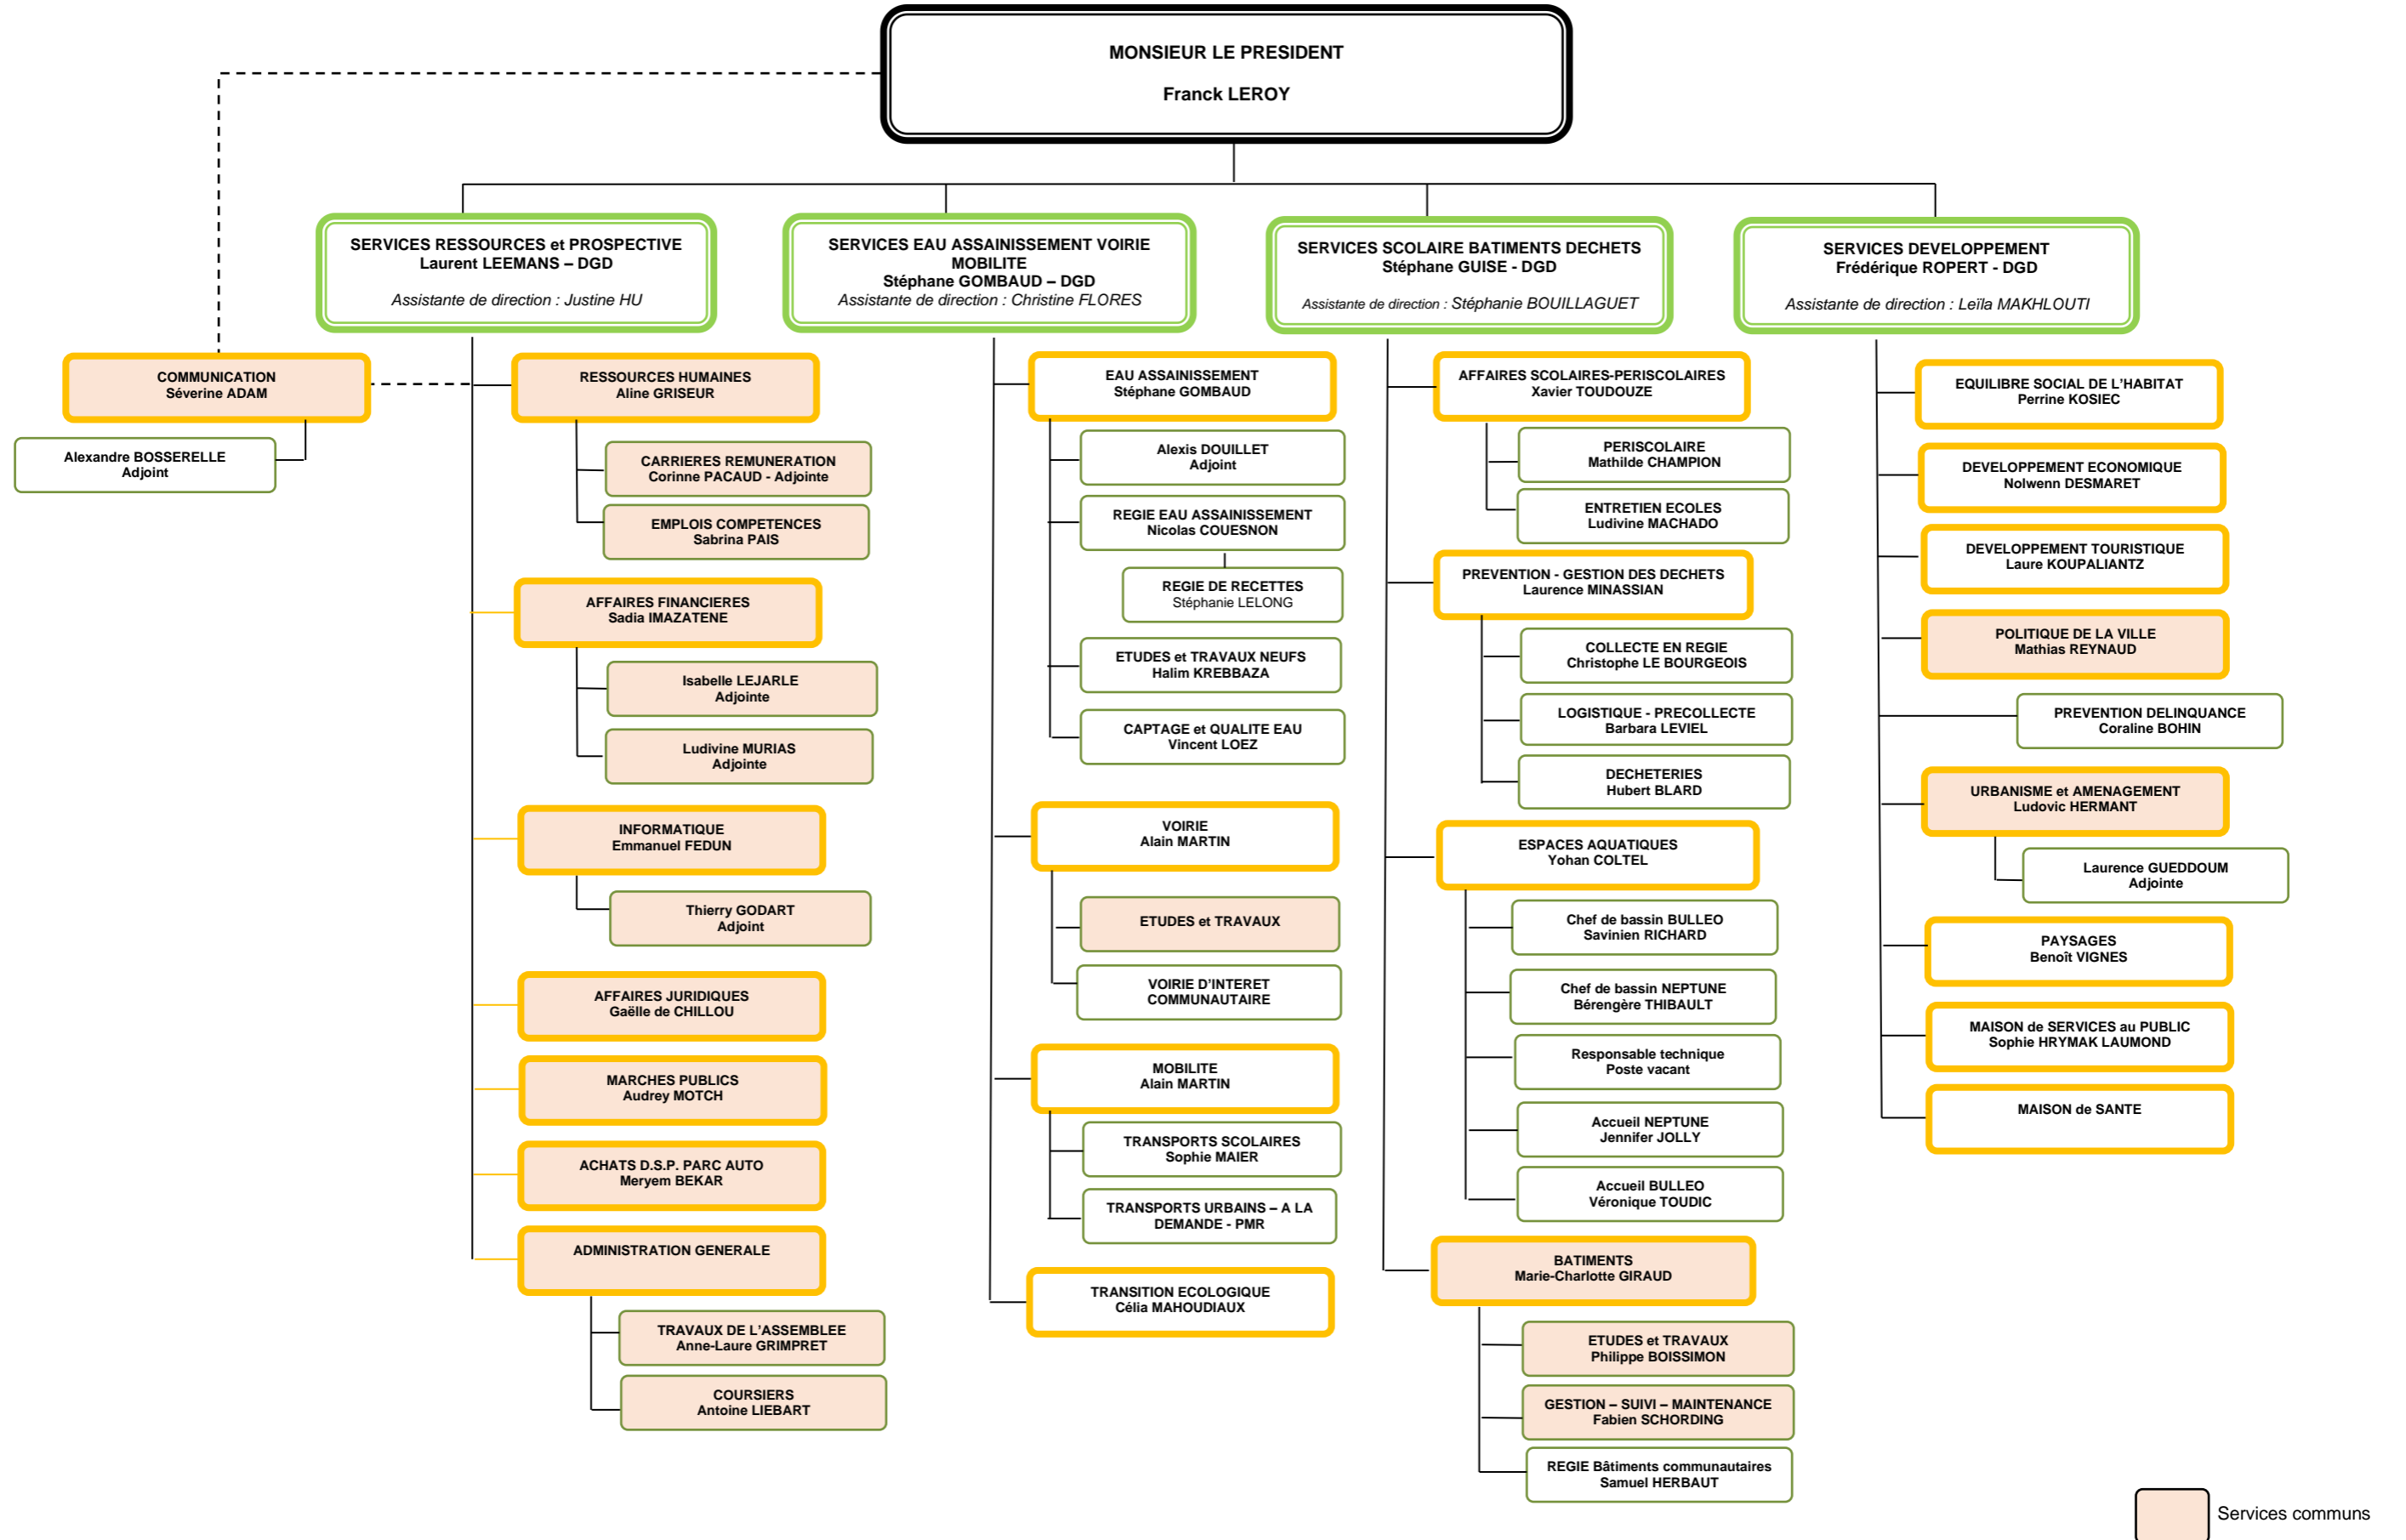 MONSIEUR LE PRESIDENT
Franck LEROY
SERVICES RESSOURCES et PROSPECTIVE
Laurent LEEMANS – DGD
Assistante de direction : Justine HU
SERVICES EAU ASSAINISSEMENT VOIRIE
MOBILITE
Stéphane GOMBAUD – DGD
Assistante de direction : Christine FLORES
SERVICES SCOLAIRE BATIMENTS DECHETS
Stéphane GUISE - DGD
Assistante de direction : Stéphanie BOUILLAGUET
SERVICES DEVELOPPEMENT
Frédérique ROPERT - DGD
Assistante de direction : Leïla MAKHLOUTI
COMMUNICATION
Séverine ADAM
Alexandre BOSSERELLE
Adjoint
RESSOURCES HUMAINES
Aline GRISEUR
CARRIERES REMUNERATION
Corinne PACAUD - Adjointe
EMPLOIS COMPETENCES
Sabrina PAIS
AFFAIRES FINANCIERES
Sadia IMAZATENE
Isabelle LEJARLE
Adjointe
Ludivine MURIAS
Adjointe
INFORMATIQUE
Emmanuel FEDUN
Thierry GODART
Adjoint
AFFAIRES JURIDIQUES
Gaëlle de CHILLOU
MARCHES PUBLICS
Audrey MOTCH
ACHATS D.S.P. PARC AUTO
Meryem BEKAR
ADMINISTRATION GENERALE
TRAVAUX DE L'ASSEMBLEE
Anne-Laure GRIMPRET
COURSIERS
Antoine LIEBART
EAU ASSAINISSEMENT
Stéphane GOMBAUD
Alexis DOUILLET
Adjoint
REGIE EAU ASSAINISSEMENT
Nicolas COUESNON
REGIE DE RECETTES
Stéphanie LELONG
ETUDES et TRAVAUX NEUFS
Halim KREBBAZA
CAPTAGE et QUALITE EAU
Vincent LOEZ
VOIRIE
Alain MARTIN
ETUDES et TRAVAUX
VOIRIE D'INTERET
COMMUNAUTAIRE
MOBILITE
Alain MARTIN
TRANSPORTS SCOLAIRES
Sophie MAIER
TRANSPORTS URBAINS – A LA
DEMANDE - PMR
TRANSITION ECOLOGIQUE
Célia MAHOUDIAUX
AFFAIRES SCOLAIRES-PERISCOLAIRES
Xavier TOUDOUZE
PERISCOLAIRE
Mathilde CHAMPION
ENTRETIEN ECOLES
Ludivine MACHADO
PREVENTION - GESTION DES DECHETS
Laurence MINASSIAN
COLLECTE EN REGIE
Christophe LE BOURGEOIS
LOGISTIQUE - PRECOLLECTE
Barbara LEVIEL
DECHETERIES
Hubert BLARD
ESPACES AQUATIQUES
Yohan COLTEL
Chef de bassin BULLEO
Savinien RICHARD
Chef de bassin NEPTUNE
Bérengère THIBAULT
Responsable technique
Poste vacant
Accueil NEPTUNE
Jennifer JOLLY
Accueil BULLEO
Véronique TOUDIC
BATIMENTS
Marie-Charlotte GIRAUD
ETUDES et TRAVAUX
Philippe BOISSIMON
GESTION – SUIVI – MAINTENANCE
Fabien SCHORDING
REGIE Bâtiments communautaires
Samuel HERBAUT
EQUILIBRE SOCIAL DE L'HABITAT
Perrine KOSIEC
DEVELOPPEMENT ECONOMIQUE
Nolwenn DESMARET
DEVELOPPEMENT TOURISTIQUE
Laure KOUPALIANTZ
POLITIQUE DE LA VILLE
Mathias REYNAUD
PREVENTION DELINQUANCE
Coraline BOHIN
URBANISME et AMENAGEMENT
Ludovic HERMANT
Laurence GUEDDOUM
Adjointe
PAYSAGES
Benoît VIGNES
MAISON de SERVICES au PUBLIC
Sophie HRYMAK LAUMOND
MAISON de SANTE
Services communs